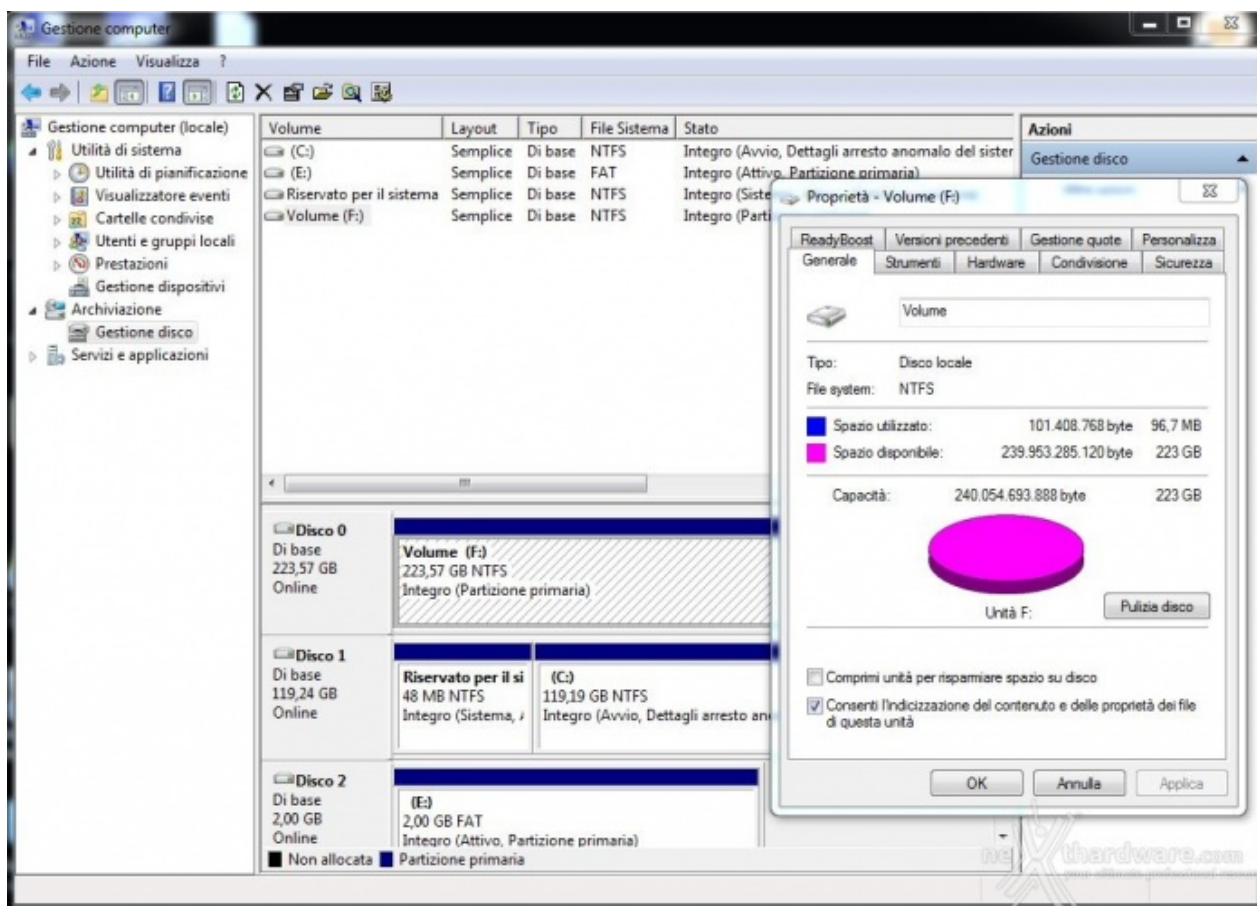 Gestione computer
File Azione Visualizza ?
Gestione computer (locale)
Utilità di sistema
Utilità di pianificazione
Visualizzatore eventi
Cartelle condivise
Utenti e gruppi locali
Prestazioni
Gestione dispositivi
Archiviazione
Gestione disco
Servizi e applicazioni
Volume Layout Tipo File Sistema Stato
(C:) Semplice Di base NTFS Integro (Avvio, Dettagli arresto anomalo del sister
(E:) Semplice Di base FAT Integro (Attivo, Partizione primaria)
Riservato per il sistema Semplice Di base NTFS Integro (Siste
Volume (F:) Semplice Di base NTFS Integro (Parti
Azioni
Gestione disco
Proprietà - Volume (F:)
ReadyBoost Versioni precedenti Gestione quote Personalizza
Generale Strumenti Hardware Condivisione Sicurezza
Volume
Tipo: Disco locale
File system: NTFS
Spazio utilizzato: 101.408.768 byte 96,7 MB
Spazio disponibile: 239.953.285.120 byte 223 GB
Capacità: 240.054.693.888 byte 223 GB
Unità F:
Pulizia disco
Comprimi unità per risparmiare spazio su disco
Consenti l'indicizzazione del contenuto e delle proprietà dei file
di questa unità
OK Annulla Applica
Disco 0
Di base
223,57 GB
Online
Volume (F:)
223,57 GB NTFS
Integro (Partizione primaria)
Disco 1
Di base
119,24 GB
Online
Riservato per il si
48 MB NTFS
Integro (Sistema, A
(C:)
119,19 GB NTFS
Integro (Avvio, Dettagli arresto an
Disco 2
Di base
2,00 GB
Online
(E:)
2,00 GB FAT
Integro (Attivo, Partizione primaria)
Non allocata Partizione primaria
nexthardware.com